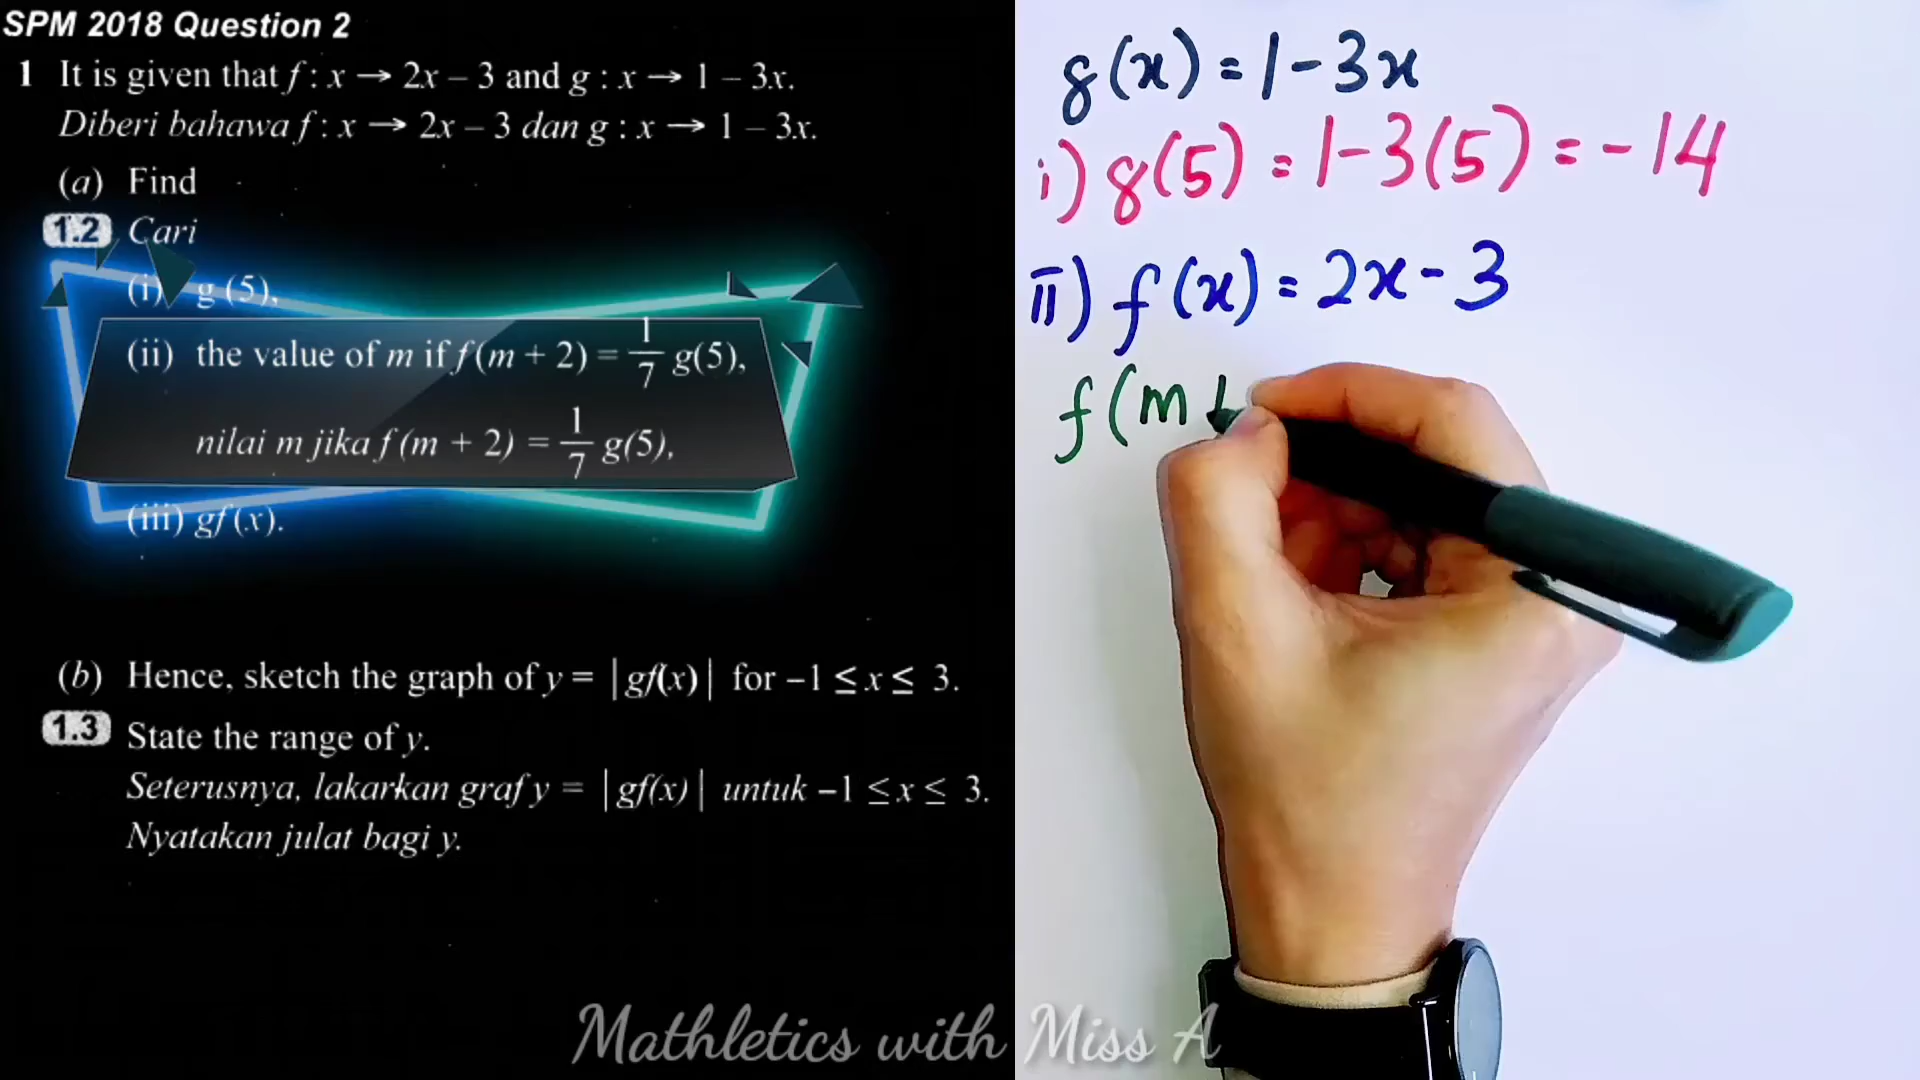 SPM 2018 Question 2
1 It is given that f : x → 2x – 3 and g : x → 1 – 3x.
Diberi bahawa f : x → 2x – 3 dan g : x → 1 – 3x.
(a) Find
1.2 Cari
(i) g (5),
(ii) the value of m if f(m + 2) = 1/7 g(5),
nilai m jika f (m + 2) = 1/7 g(5),
(iii) gf (x).
(b) Hence, sketch the graph of y = |gf(x)| for –1 ≤ x ≤ 3.
1.3 State the range of y.
Seterusnya, lakarkan graf y = |gf(x)| untuk –1 ≤ x ≤ 3.
Nyatakan julat bagi y.
g(x) = 1-3x
i) g(5) = 1-3(5) = -14
ii) f(x) = 2x-3
f(m
Mathletics with Miss A